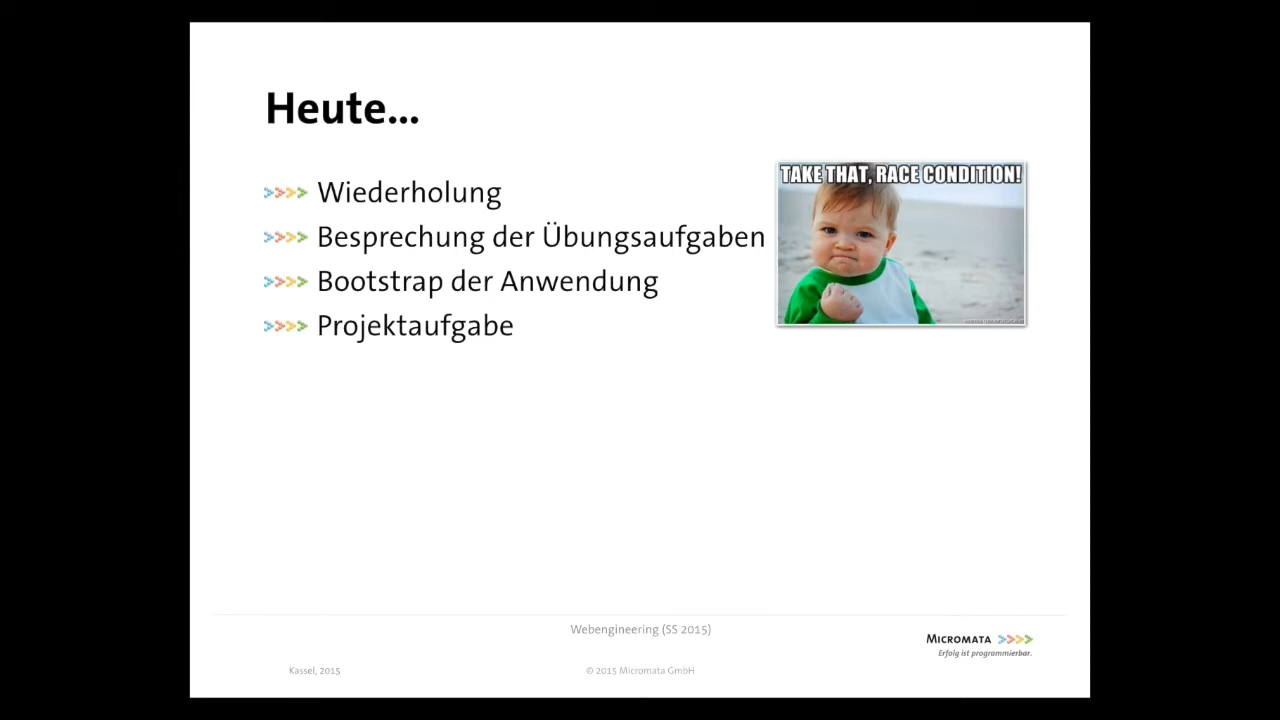 Heute...
Wiederholung
Besprechung der Übungsaufgaben
Bootstrap der Anwendung
Projektaufgabe
TAKE THAT, RACE CONDITION!
Webengineering (SS 2015)
MICROMATA
Erfolg ist programmierbar.
Kassel, 2015
© 2015 Micromata GmbH